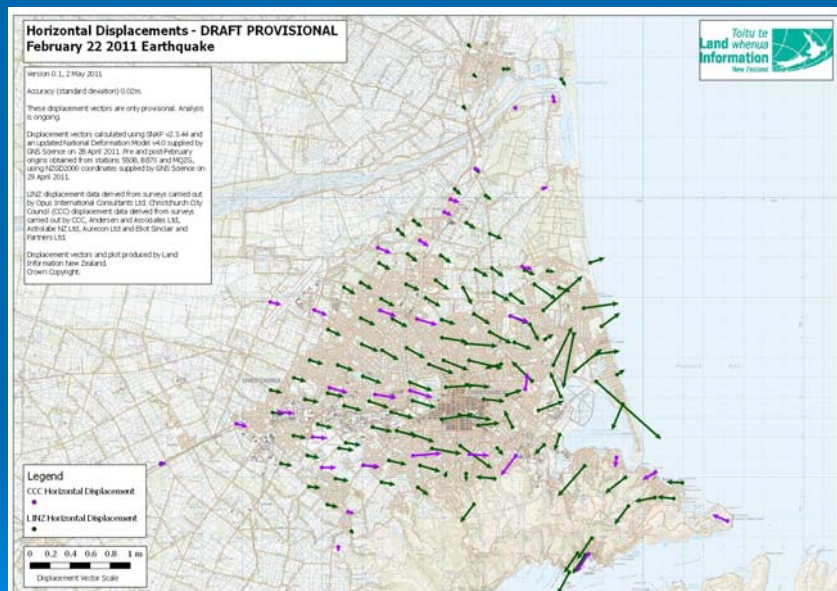 Horizontal Displacements - DRAFT PROVISIONAL
February 22 2011 Earthquake
Version 0.1, 2 May 2011
Accuracy (standard deviation) 0.02m
These displacement vectors are only provisional. Analysis
is ongoing.
Displacement vectors calculated using SNAP v2.3.44 and
an updated National Deformation Model v4.0 supplied by
GNS Science on 28 April 2011. Pre and post-February
origins obtained from stations 5508, B87X and MQZG,
using NZGD2000 coordinates supplied by GNS Science on
29 April 2011.
LINZ displacement data derived from surveys carried out
by Opus International Consultants Ltd. Christchurch City
Council (CCC) displacement data derived from surveys
carried out by CCC, Andersen and Associates Ltd,
Astrolabe NZ Ltd, Aurecon Ltd and Eliot Sinclair and
Partners Ltd.
Displacement vectors and plot produced by Land
Information New Zealand.
Crown Copyright.
Toitu te
Land whenua
Information
New Zealand
Legend
CCC Horizontal Displacement
LINZ Horizontal Displacement
0 0.2 0.4 0.6 0.8 1 m
Displacement Vector Scale